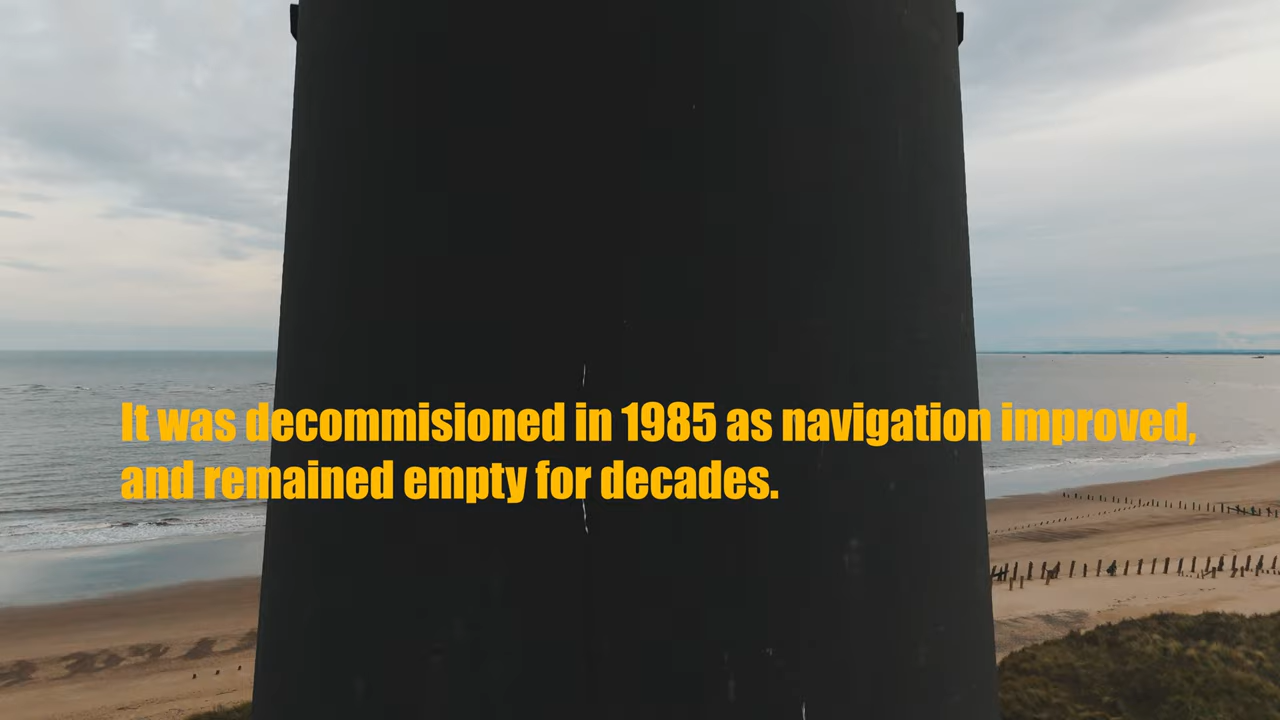 It was decommisioned in 1985 as navigation improved,
and remained empty for decades.